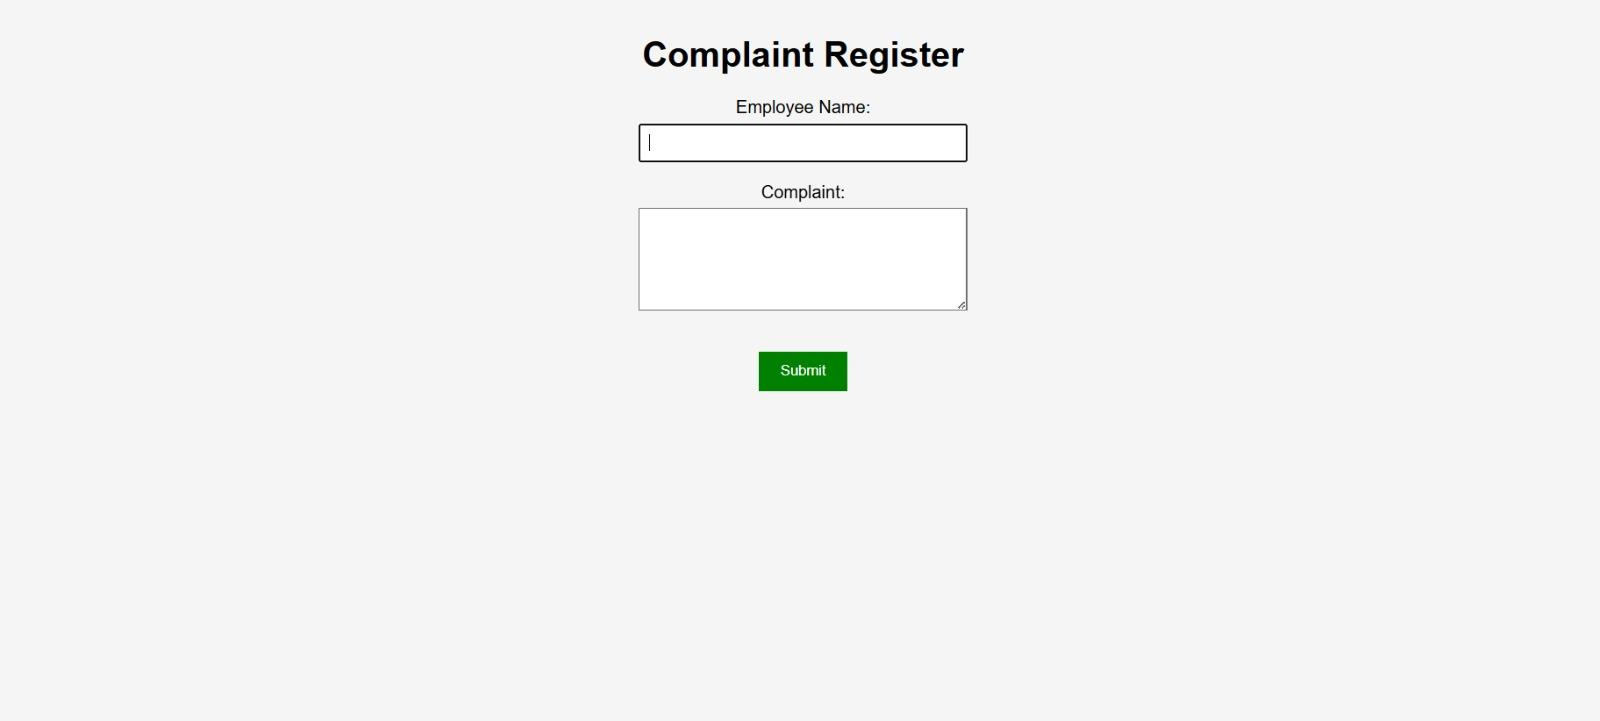 Complaint Register
Employee Name:
Complaint:
Submit